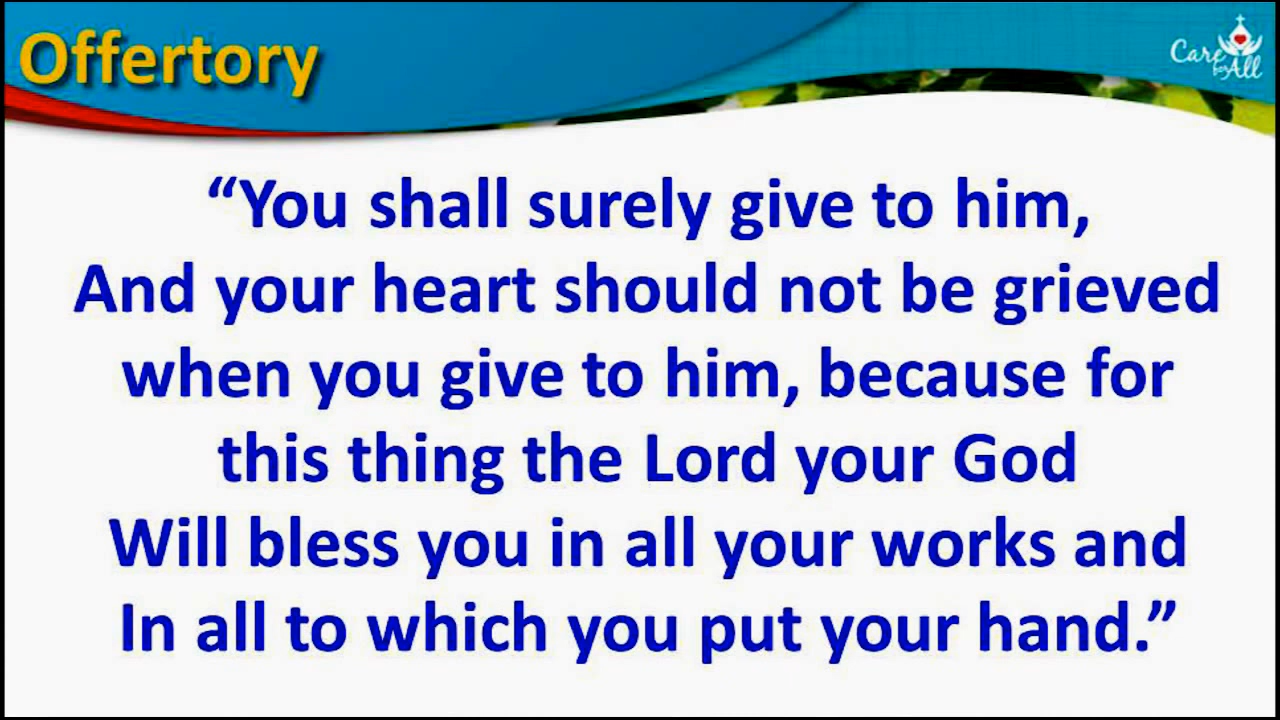 Offertory
Care
for All
“You shall surely give to him,
And your heart should not be grieved
when you give to him, because for
this thing the Lord your God
Will bless you in all your works and
In all to which you put your hand.”